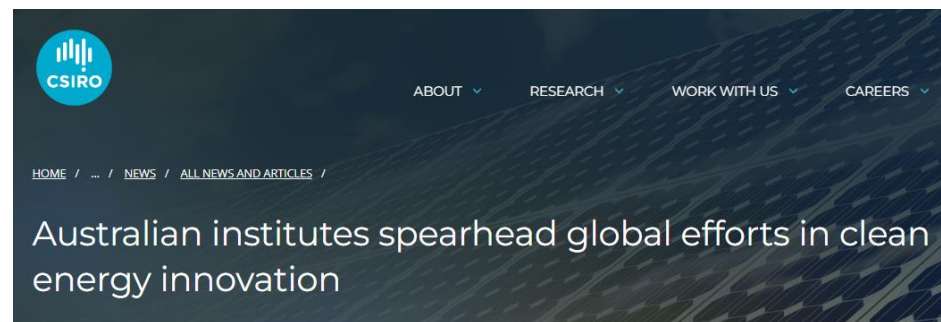 CSIRO
ABOUT RESEARCH WORK WITH US CAREERS
HOME / ... / NEWS / ALL NEWS AND ARTICLES /
Australian institutes spearhead global efforts in clean
energy innovation